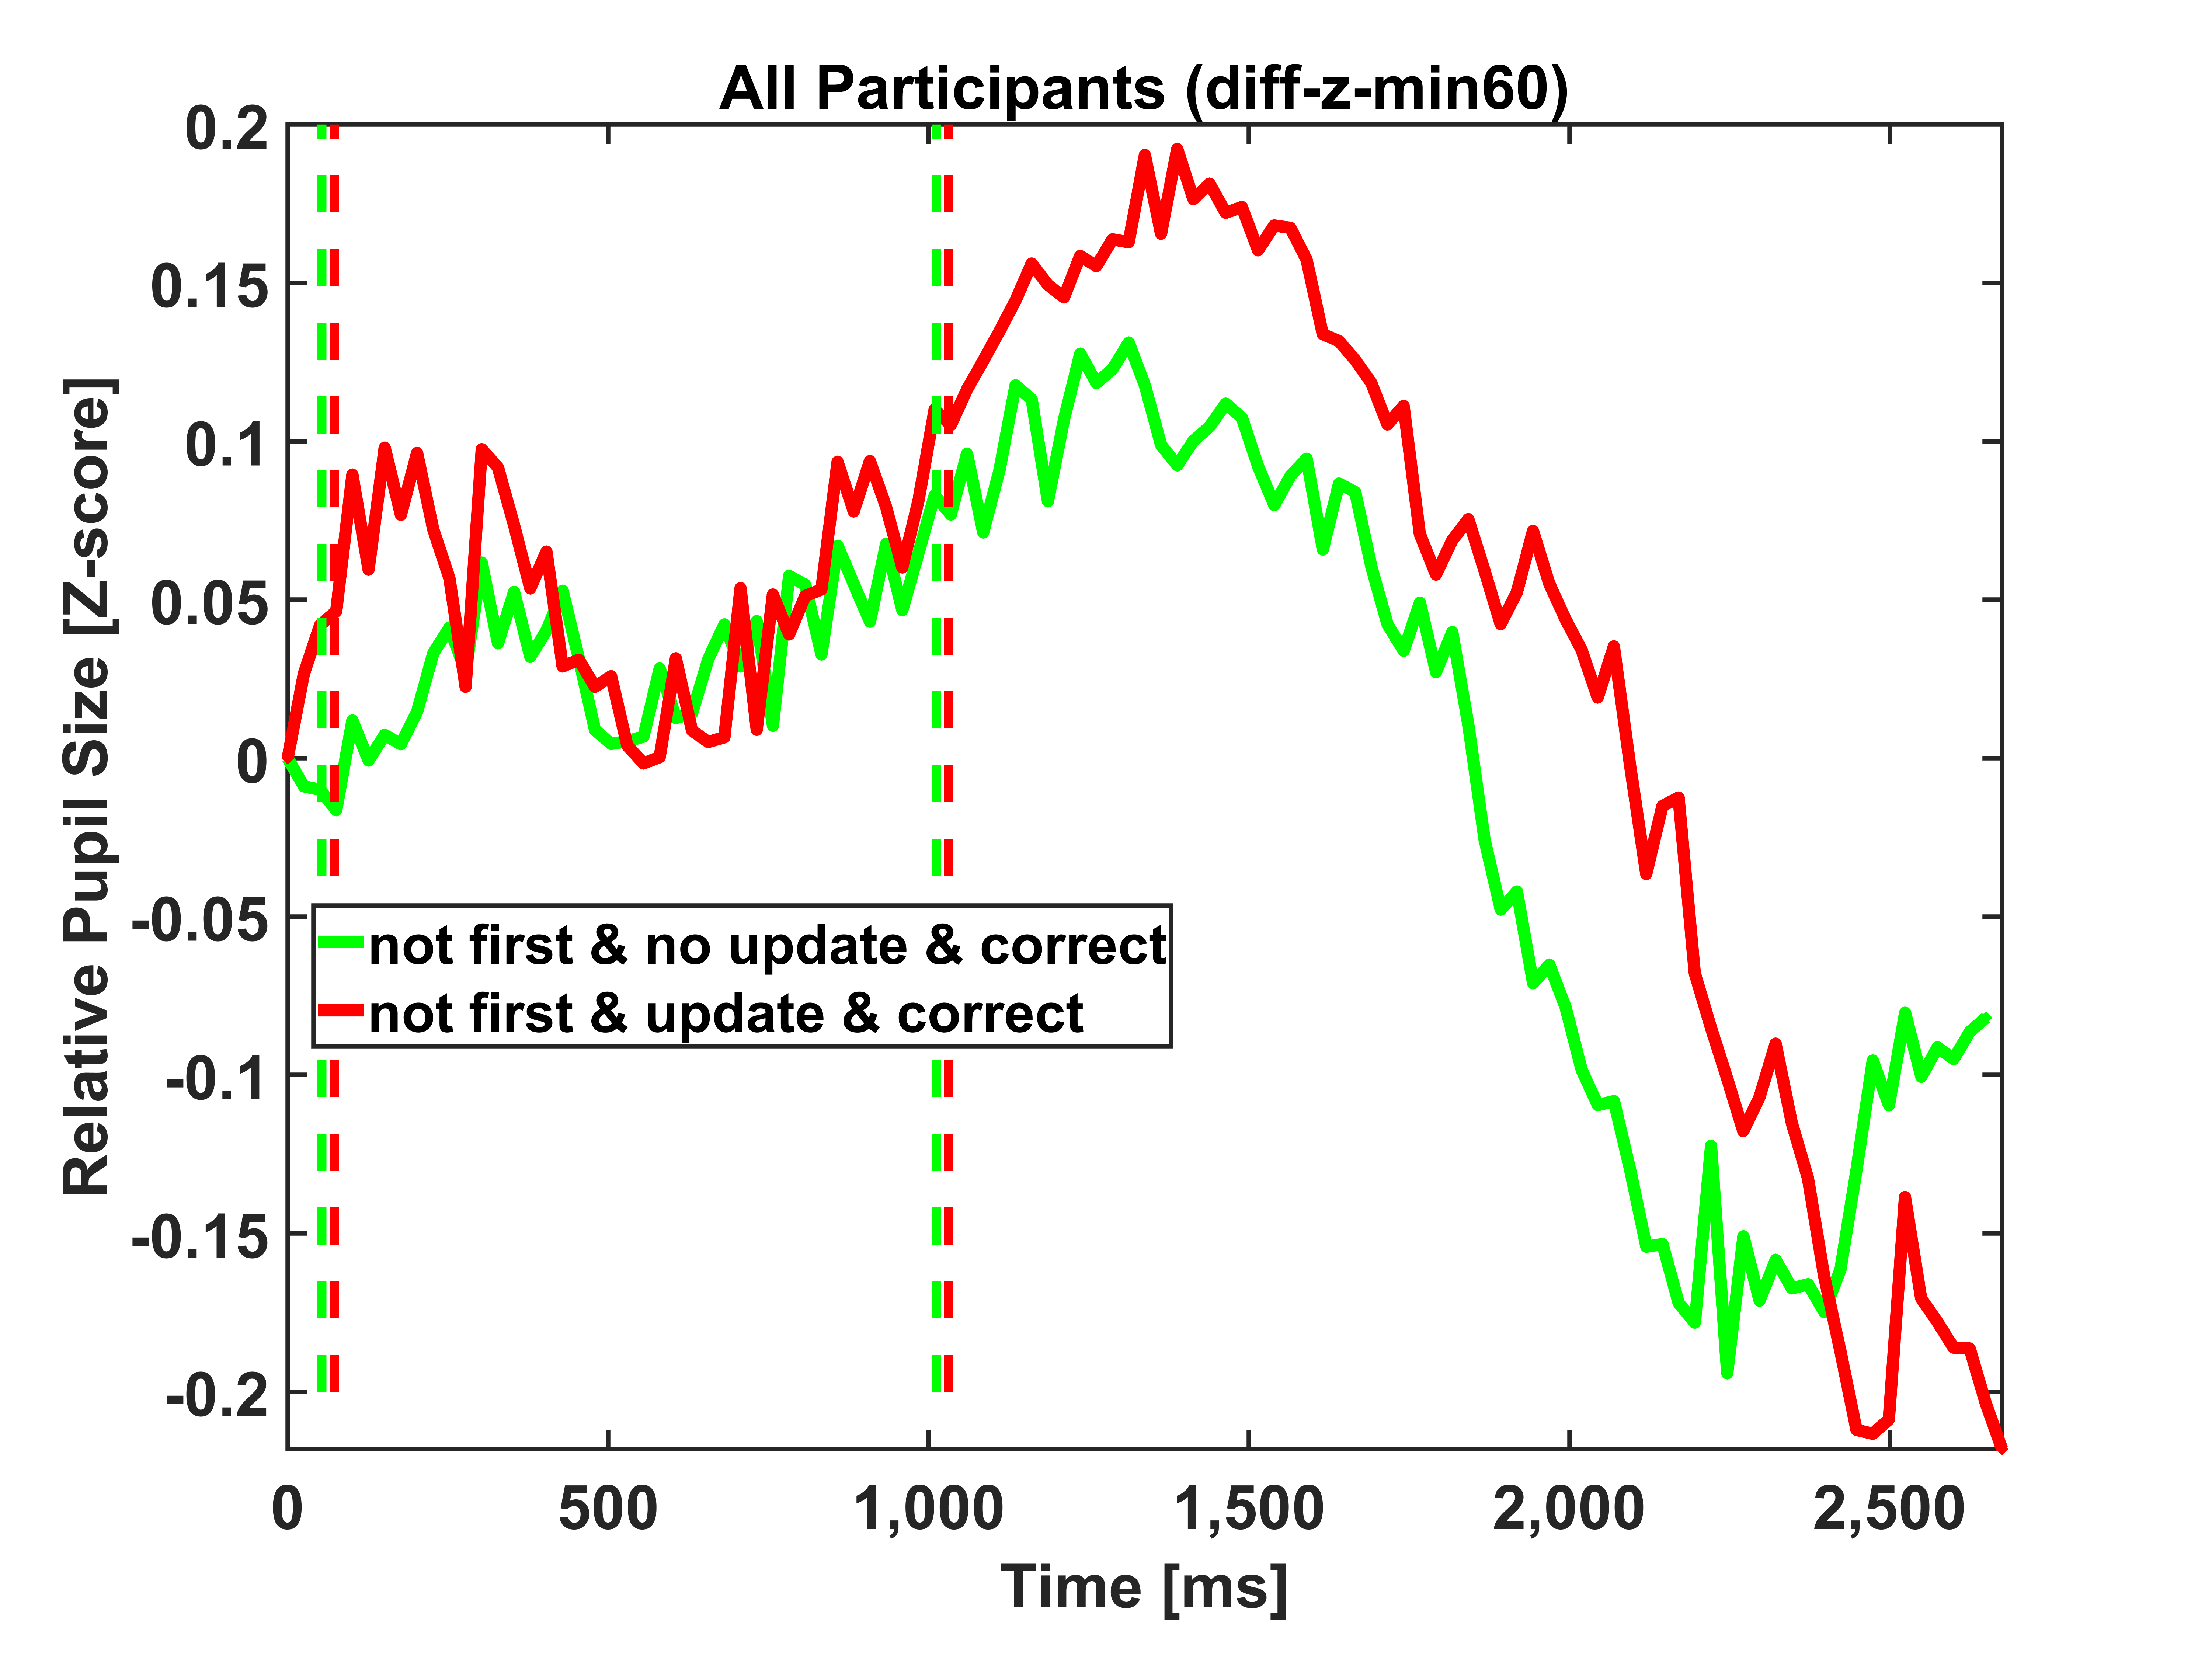 All Participants (diff-z-min60)
0.2
0.15
0.1
0.05
0
-0.05
-0.1
-0.15
-0.2
Relative Pupil Size [Z-score]
not first & no update & correct
not first & update & correct
0 500 1,000 1,500 2,000 2,500
Time [ms]